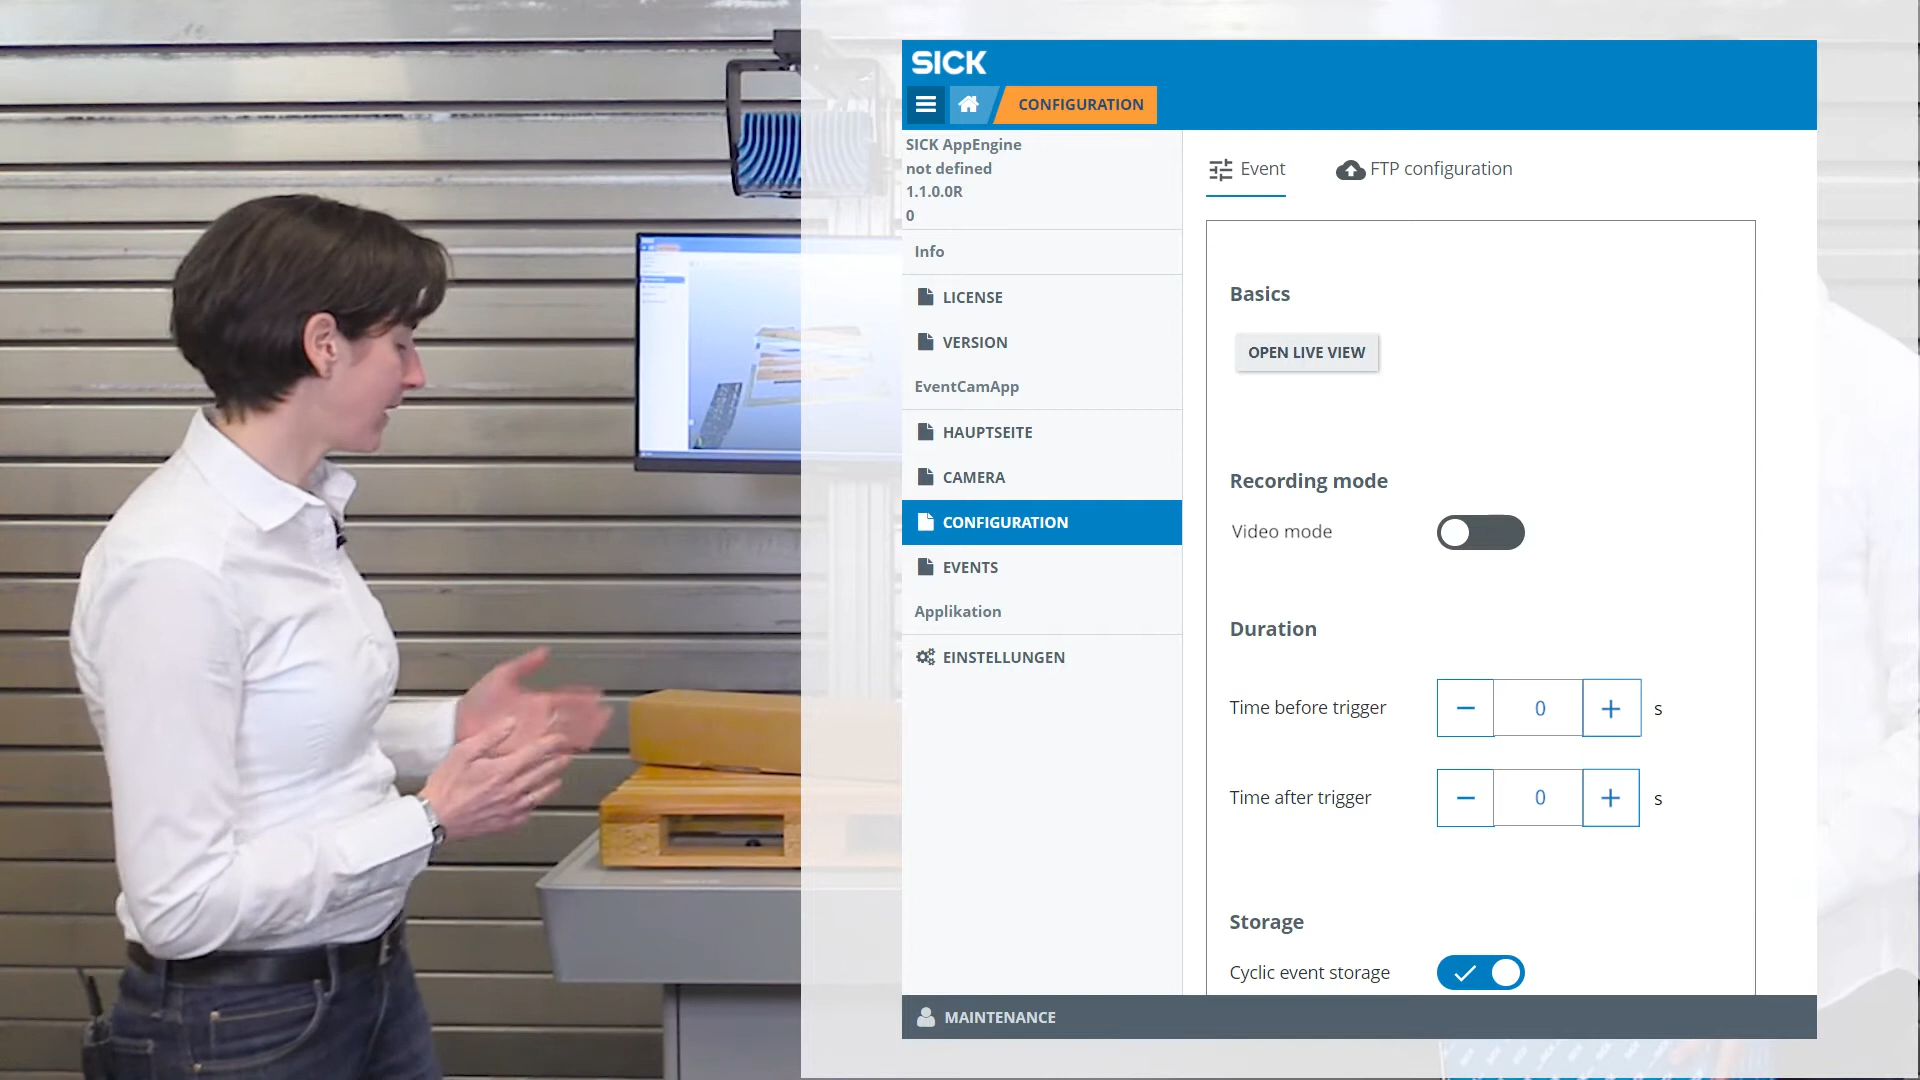 SICK
CONFIGURATION
SICK AppEngine
not defined
1.1.0.0R
0
Info
LICENSE
VERSION
EventCamApp
HAUPTSEITE
CAMERA
CONFIGURATION
EVENTS
Applikation
EINSTELLUNGEN
Event
FTP configuration
Basics
OPEN LIVE VIEW
Recording mode
Video mode
Duration
Time before trigger
0
s
Time after trigger
0
s
Storage
Cyclic event storage
MAINTENANCE